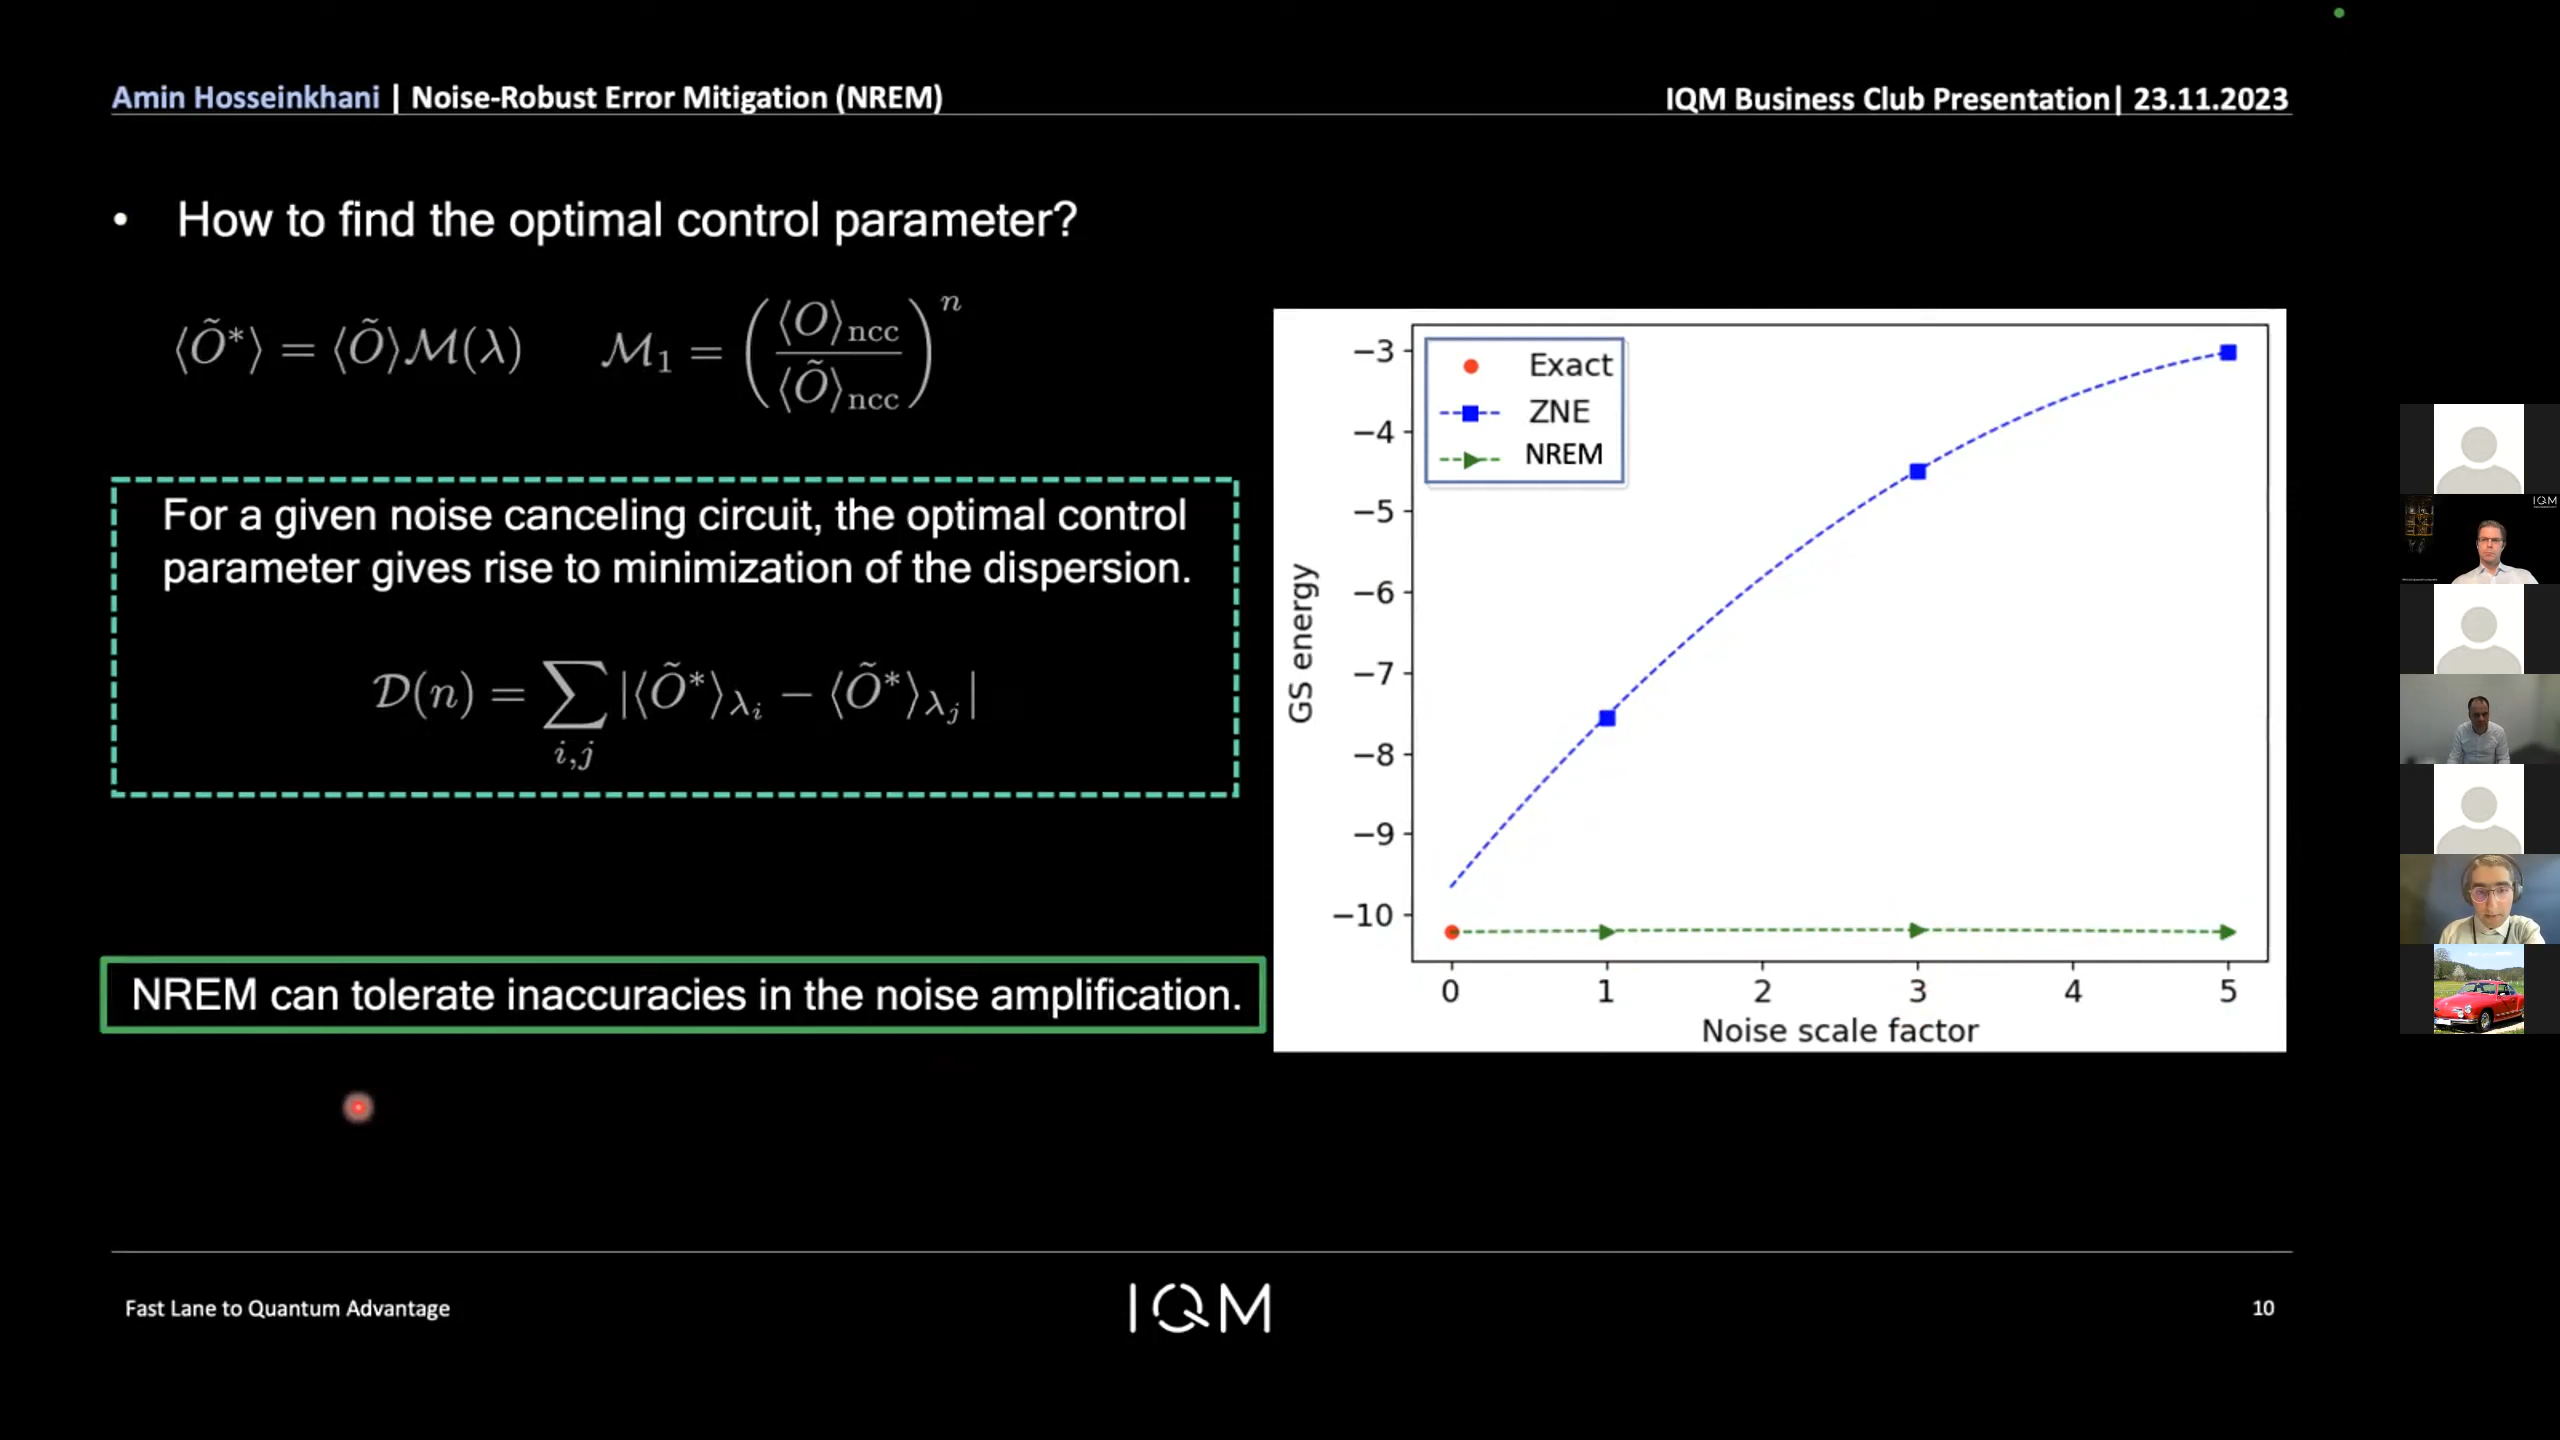 Amin Hosseinkhani | Noise-Robust Error Mitigation (NREM)
IQM Business Club Presentation| 23.11.2023
• How to find the optimal control parameter?
⟨Õ*⟩ = ⟨Õ⟩ℳ(λ) ℳ₁ = (⟨O⟩ncc / ⟨Õ⟩ncc)ⁿ
For a given noise canceling circuit, the optimal control
parameter gives rise to minimization of the dispersion.
𝒟(n) = ∑ i,j |⟨Õ*⟩λᵢ − ⟨Õ*⟩λⱼ|
NREM can tolerate inaccuracies in the noise amplification.
Exact
ZNE
NREM
GS energy
−3
−4
−5
−6
−7
−8
−9
−10
0 1 2 3 4 5
Noise scale factor
IQM
Fast Lane to Quantum Advantage
IQM
10